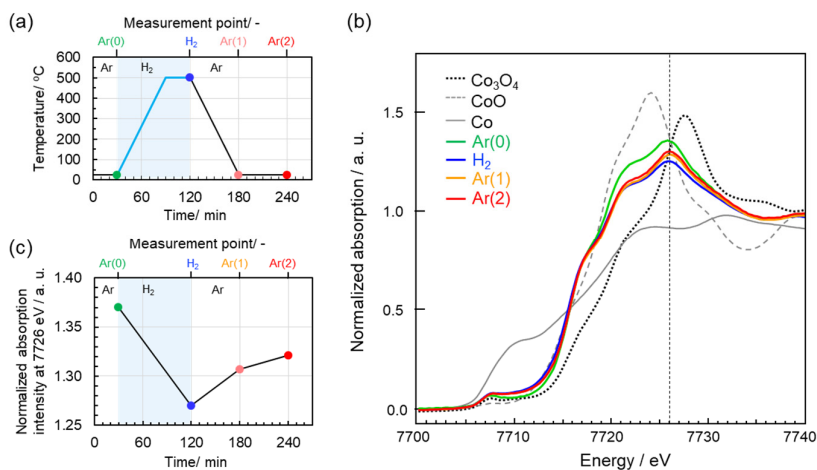 (a)
Measurement point/ -
Ar(0) H₂ Ar(1) Ar(2)
Ar H₂ Ar
Temperature/ °C
600
500
400
300
200
100
0
0 60 120 180 240
Time/ min
(c)
Measurement point/ -
Ar(0) H₂ Ar(1) Ar(2)
Ar H₂ Ar
Normalized absorption
intensity at 7726 eV / a. u.
1.40
1.35
1.30
1.25
0 60 120 180 240
Time/ min
(b)
Normalized absorption / a. u.
1.5
1.0
0.5
0.0
Co₃O₄
CoO
Co
Ar(0)
H₂
Ar(1)
Ar(2)
7700 7710 7720 7730 7740
Energy / eV